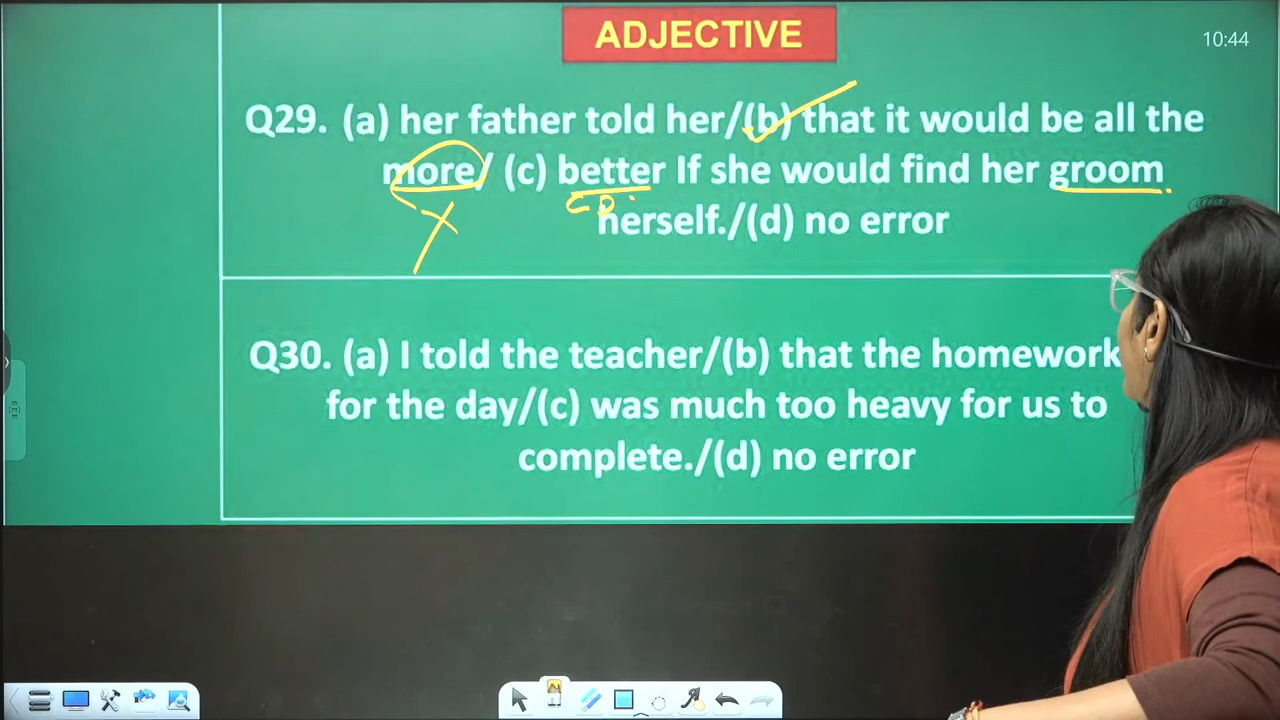 ADJECTIVE
10:44
Q29. (a) her father told her/(b) that it would be all the
more/ (c) better If she would find her groom
C.D.
herself./(d) no error
Q30. (a) I told the teacher/(b) that the homework
for the day/(c) was much too heavy for us to
complete./(d) no error